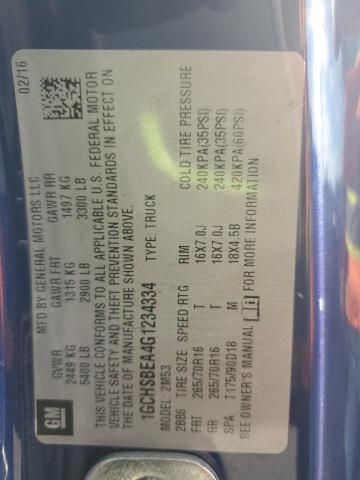 GM
MFD BY GENERAL MOTORS LLC
02/16
GVWR GAWR FRT GAWR RR
2449 KG 1315 KG 1497 KG
5400 LB 2900 LB 3300 LB
THIS VEHICLE CONFORMS TO ALL APPLICABLE U.S. FEDERAL MOTOR
VEHICLE SAFETY AND THEFT PREVENTION STANDARDS IN EFFECT ON
THE DATE OF MANUFACTURE SHOWN ABOVE.
1GCHSBEA4G1234334 TYPE: TRUCK
2BB6 2M53
TIRE SIZE SPEED RTG RIM COLD TIRE PRESSURE
FRT 265/70R16 T 16X7.0J 240KPA(35PSI)
RR 265/70R16 T 16X7.0J 240KPA(35PSI)
SPA T175/90D18 M 18X4.5B 420KPA(60PSI)
SEE OWNER'S MANUAL FOR MORE INFORMATION